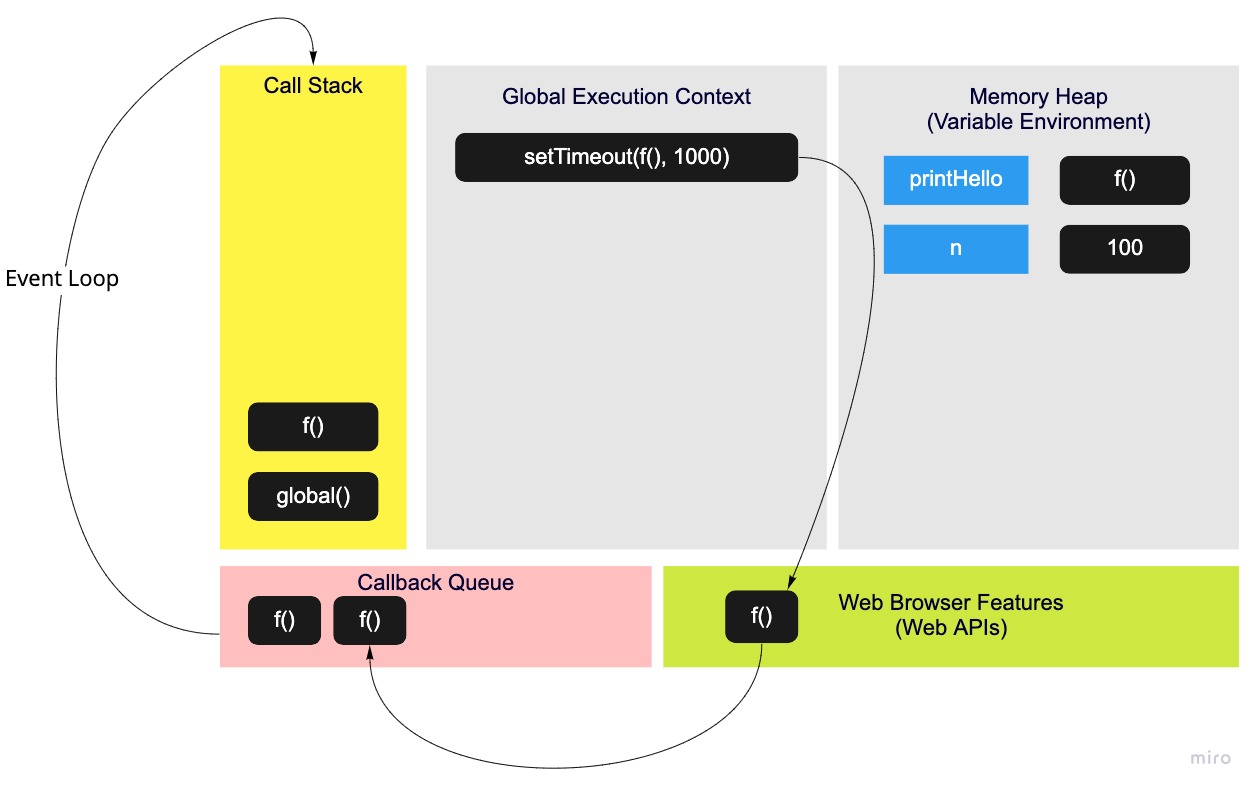 Call Stack
Global Execution Context
Memory Heap
(Variable Environment)
setTimeout(f(), 1000)
printHello
f()
n
100
Event Loop
f()
global()
Callback Queue
f()
f()
f()
Web Browser Features
(Web APIs)
miro